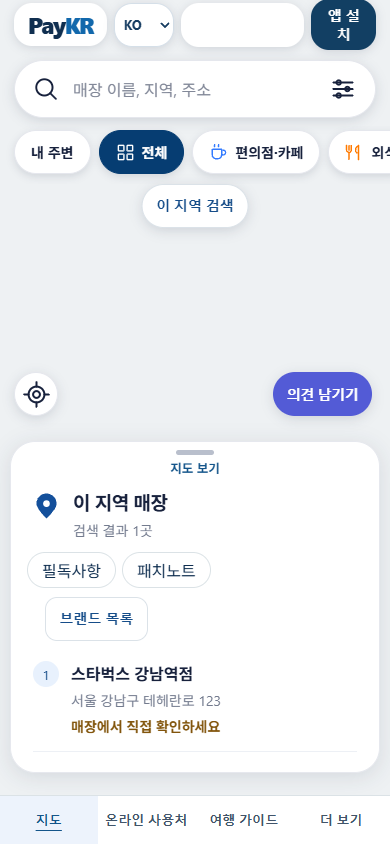 PayKR
KO
앱 설
치
매장 이름, 지역, 주소
내 주변
전체
편의점·카페
외식
이 지역 검색
의견 남기기
지도 보기
이 지역 매장
검색 결과 1곳
필독사항
패치노트
브랜드 목록
1
스타벅스 강남역점
서울 강남구 테헤란로 123
매장에서 직접 확인하세요
지도
온라인 사용처
여행 가이드
더 보기